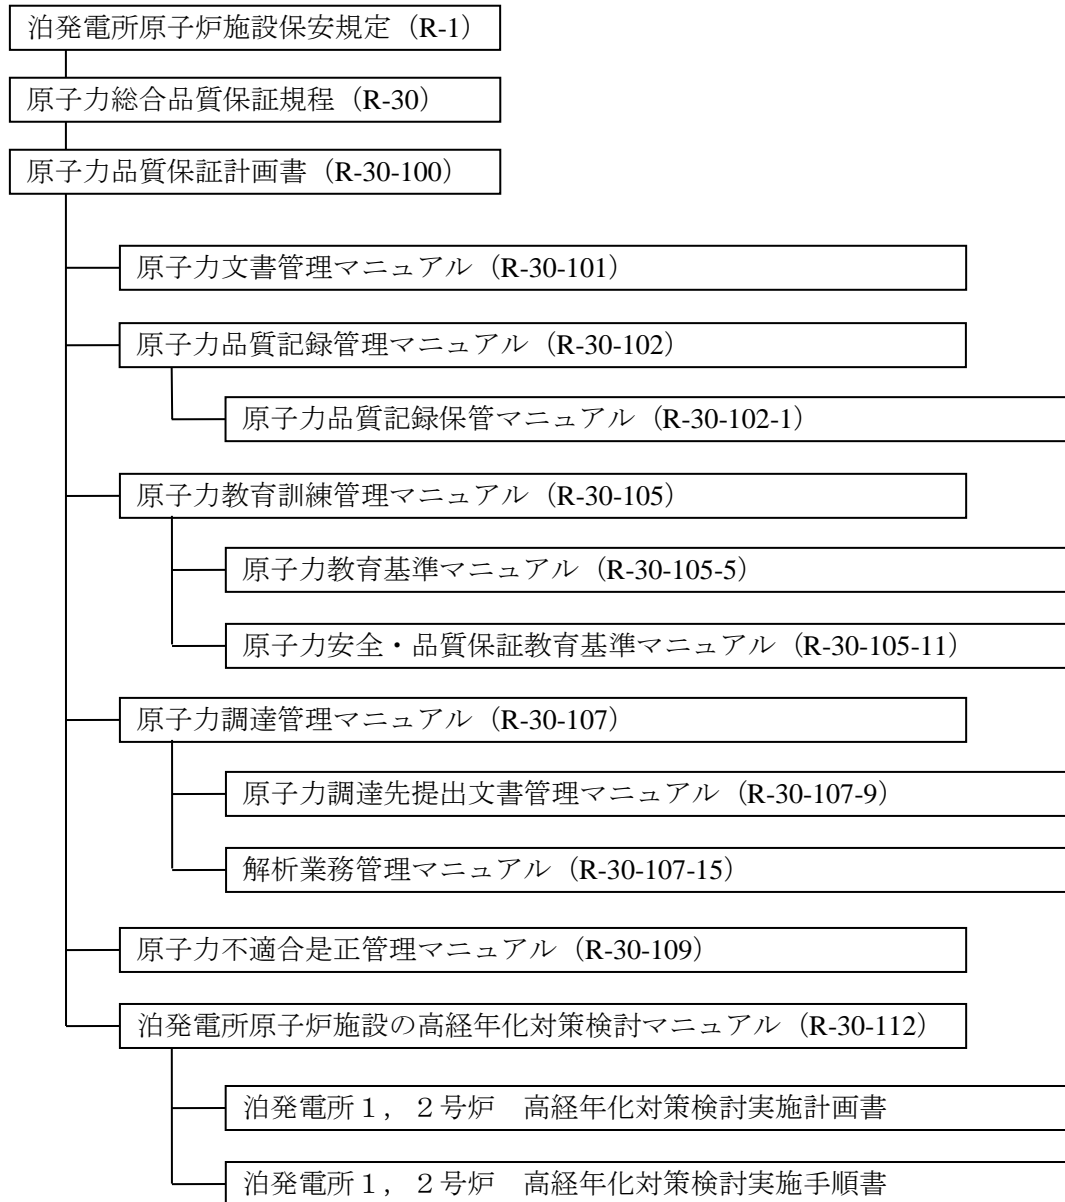 泊発電所原子炉施設保安規定（R-1）
原子力総合品質保証規程（R-30）
原子力品質保証計画書（R-30-100）
原子力文書管理マニュアル（R-30-101）
原子力品質記録管理マニュアル（R-30-102）
原子力品質記録保管マニュアル（R-30-102-1）
原子力教育訓練管理マニュアル（R-30-105）
原子力教育基準マニュアル（R-30-105-5）
原子力安全・品質保証教育基準マニュアル（R-30-105-11）
原子力調達管理マニュアル（R-30-107）
原子力調達先提出文書管理マニュアル（R-30-107-9）
解析業務管理マニュアル（R-30-107-15）
原子力不適合是正管理マニュアル（R-30-109）
泊発電所原子炉施設の高経年化対策検討マニュアル（R-30-112）
泊発電所１，２号炉　高経年化対策検討実施計画書
泊発電所１，２号炉　高経年化対策検討実施手順書